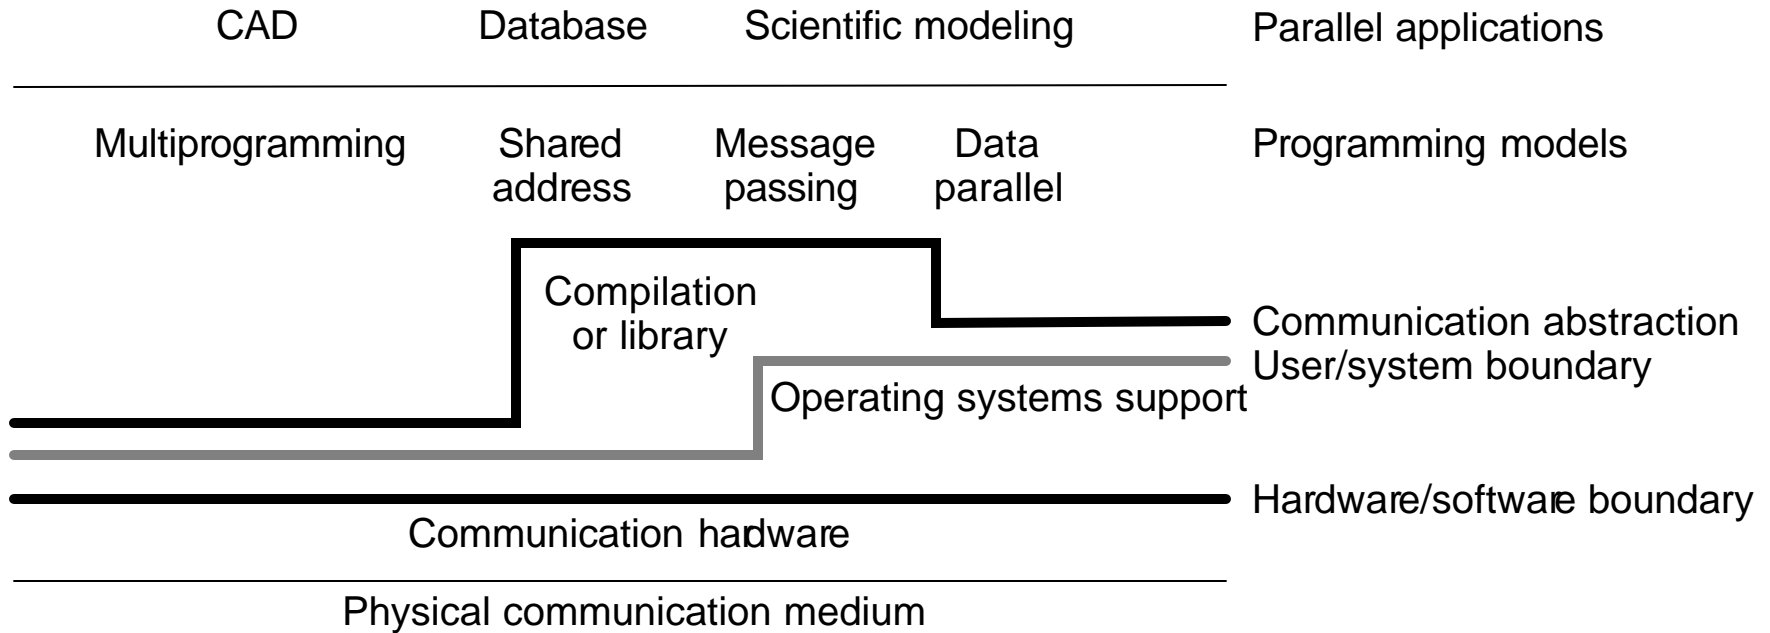 CAD Database Scientific modeling Parallel applications
Multiprogramming Shared Message Data Programming models
address passing parallel
Compilation
or library
Communication abstraction
User/system boundary
Operating systems support
Hardware/software boundary
Communication hardware
Physical communication medium